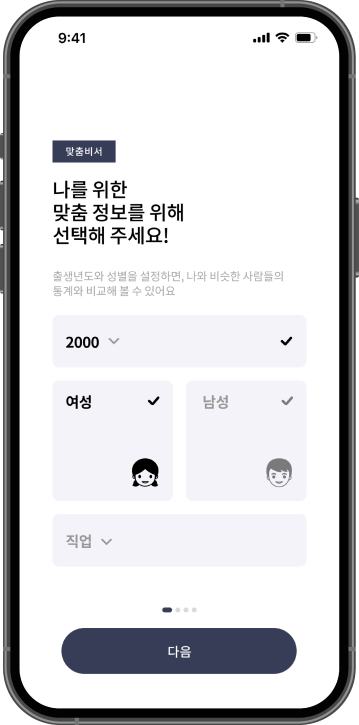 9:41
맞춤비서
나를 위한
맞춤 정보를 위해
선택해 주세요!
출생년도와 성별을 설정하면, 나와 비슷한 사람들의
통계와 비교해 볼 수 있어요
2000
여성
남성
직업
다음